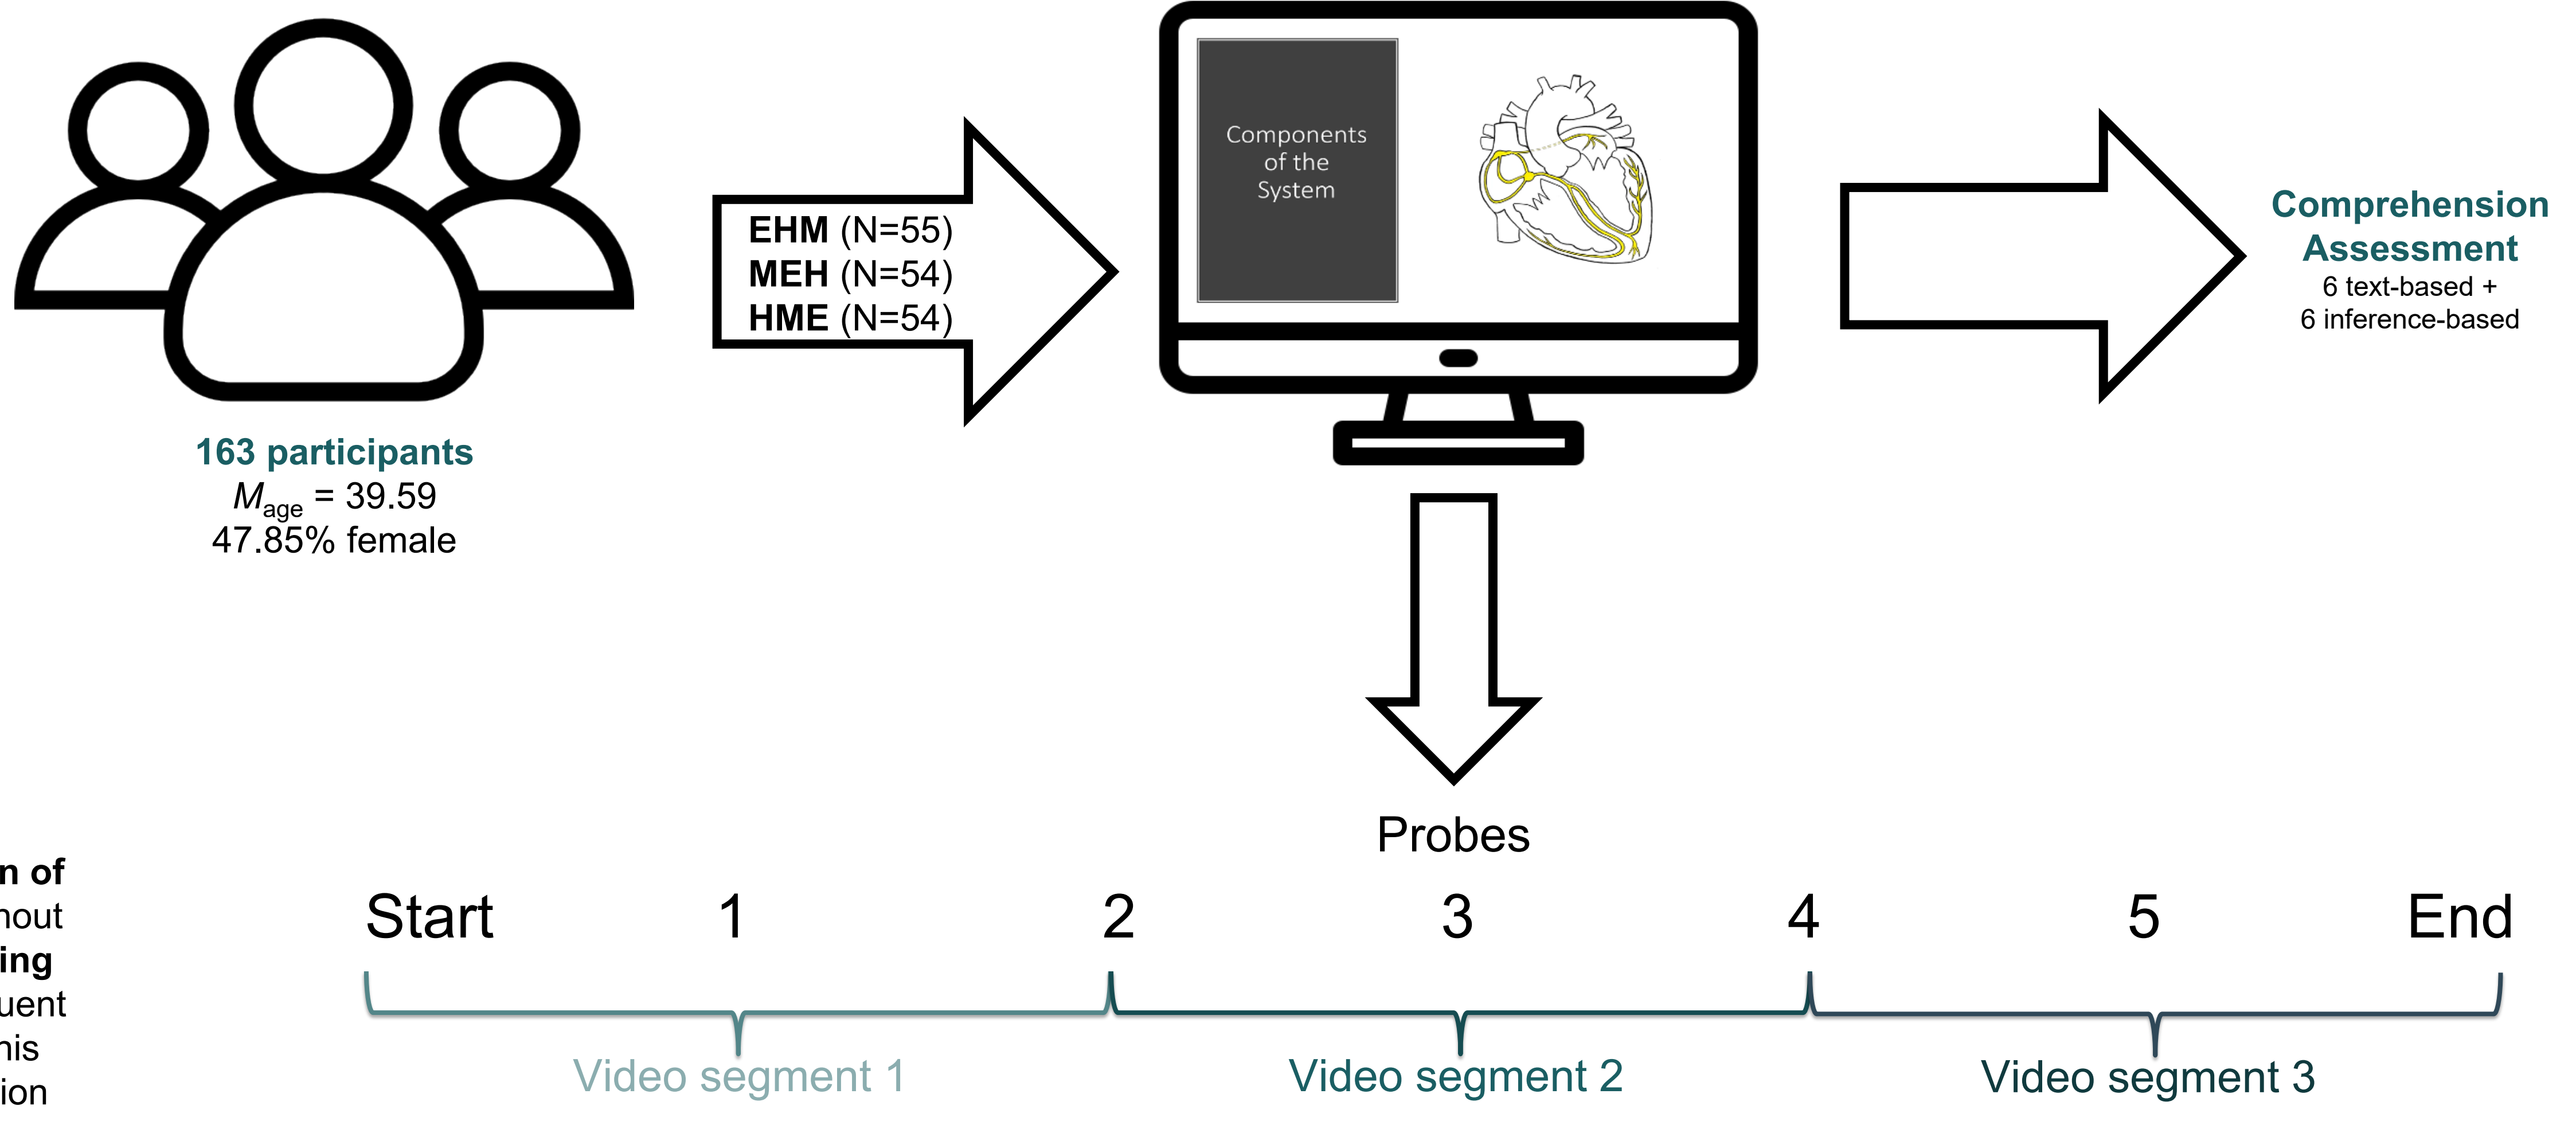 Components
of the
System
EHM (N=55)
MEH (N=54)
HME (N=54)
Comprehension
Assessment
6 text-based +
6 inference-based
163 participants
Mage = 39.59
47.85% female
Probes
n of
hout
ing
uent
his
ion
Start 1 2 3 4 5 End
Video segment 1 Video segment 2 Video segment 3